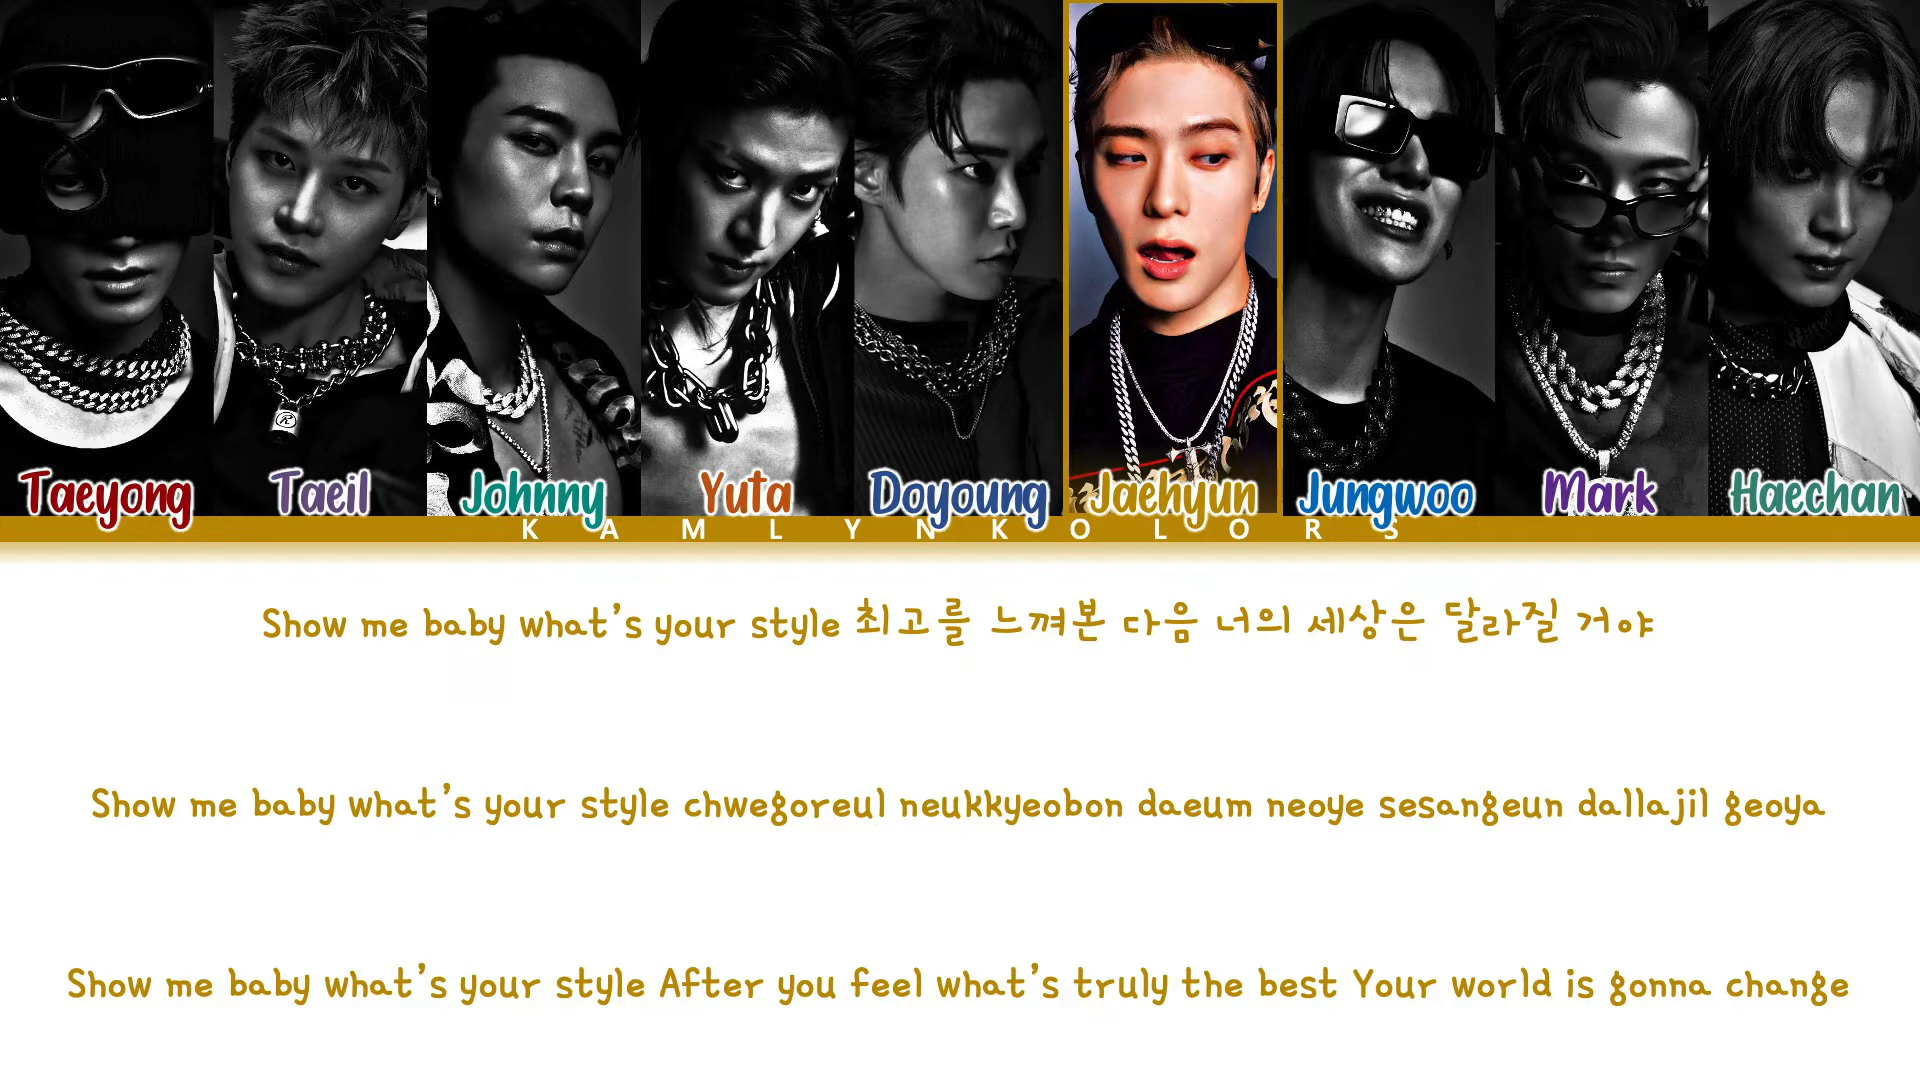 Taeyong Taeil Johnny Yuta Doyoung Jaehyun Jungwoo Mark Haechan
KAMLYNKOLORS
Show me baby what's your style 최고를 느껴본 다음 너의 세상은 달라질 거야
Show me baby what's your style chwegoreul neukkyeobon daeum neoye sesangeun dallajil geoya
Show me baby what's your style After you feel what's truly the best Your world is gonna change